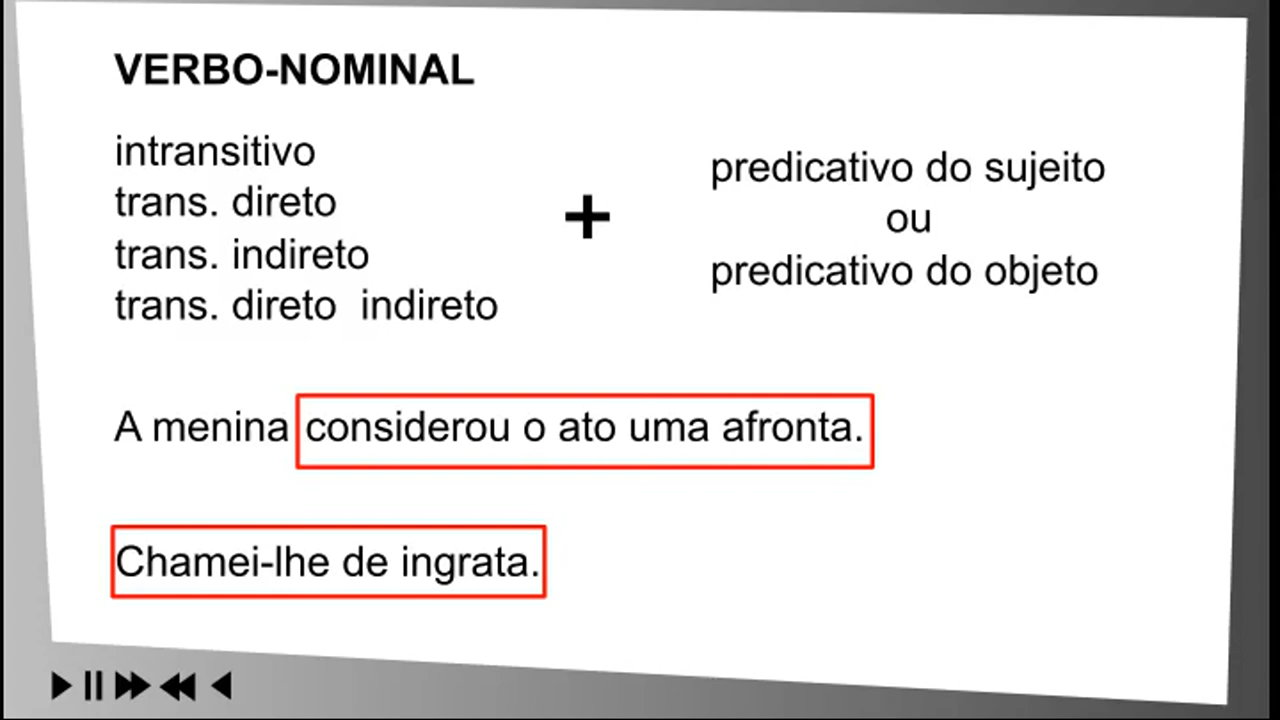 VERBO-NOMINAL
intransitivo
trans. direto
trans. indireto
trans. direto indireto
+
predicativo do sujeito
ou
predicativo do objeto
A menina considerou o ato uma afronta.
Chamei-lhe de ingrata.